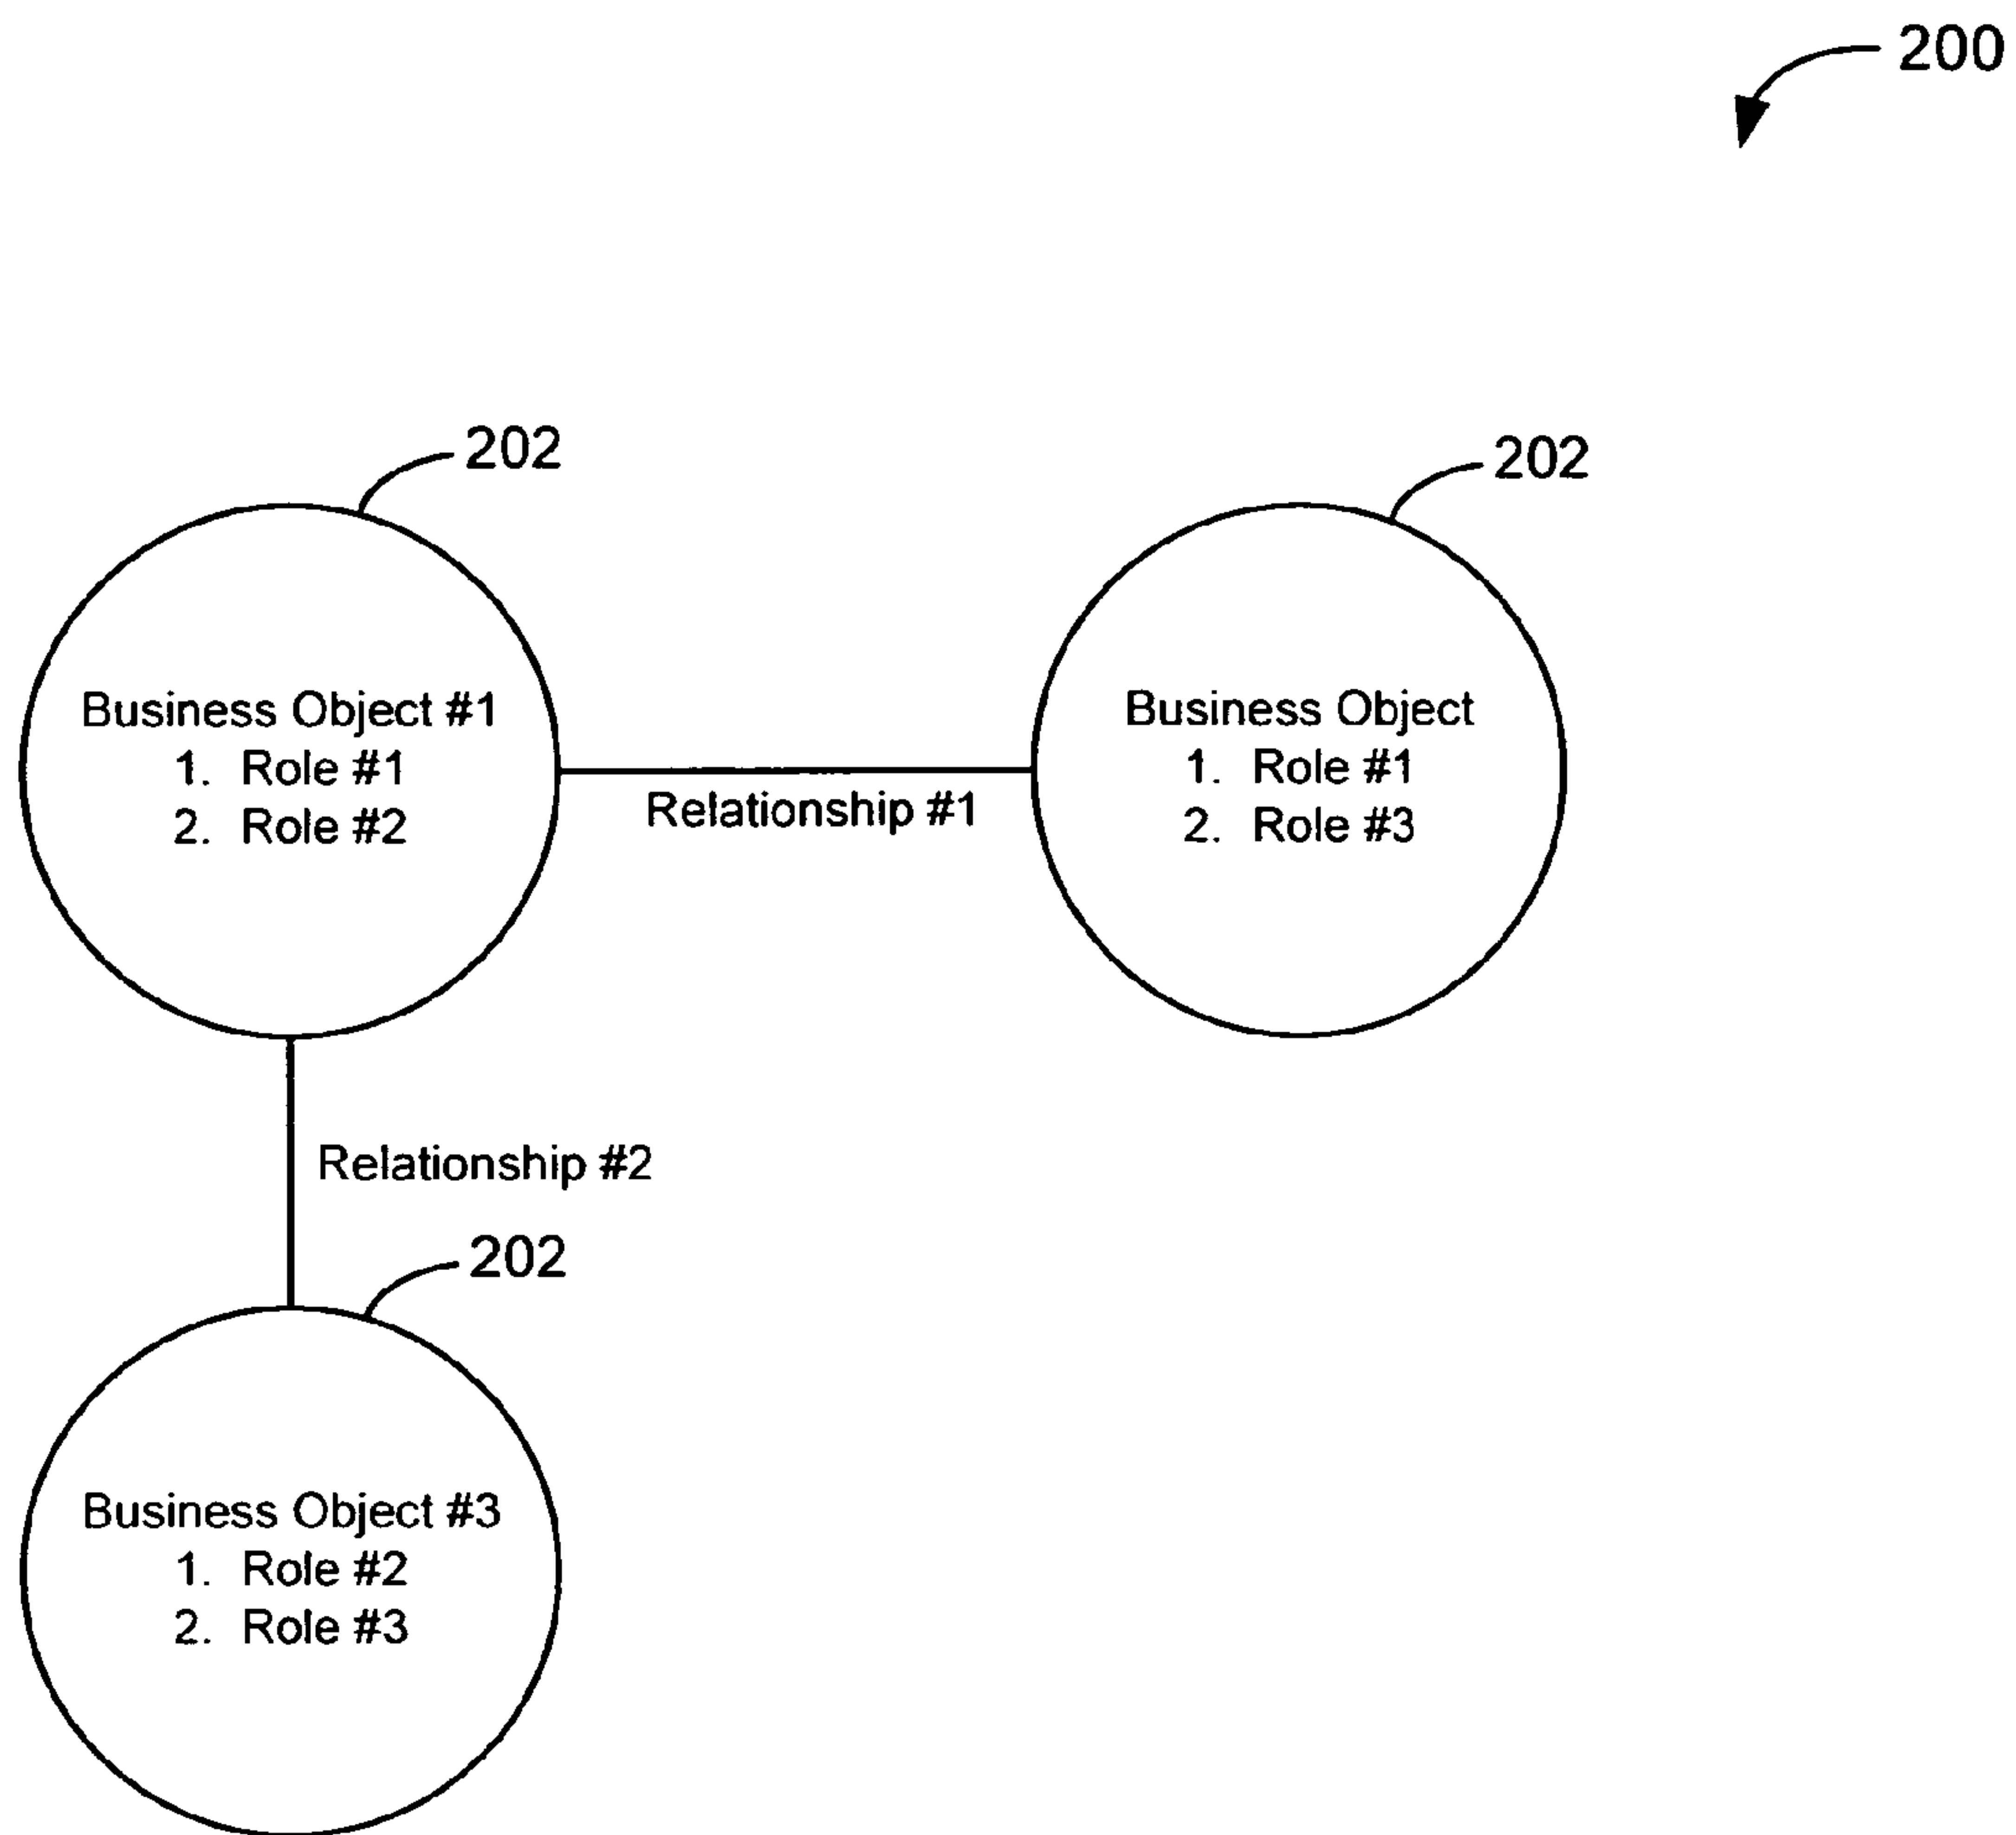 200
202
202
Business Object #1
1. Role #1
2. Role #2
Relationship #1
Business Object
1. Role #1
2. Role #3
Relationship #2
202
Business Object #3
1. Role #2
2. Role #3